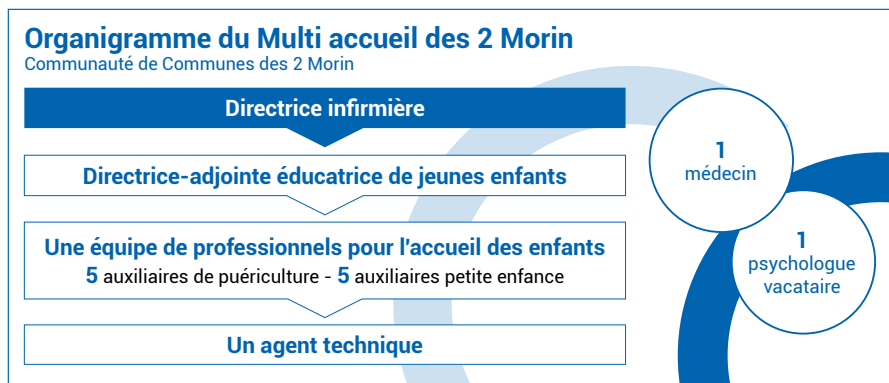 Organigramme du Multi accueil des 2 Morin
Communauté de Communes des 2 Morin
Directrice infirmière
Directrice-adjointe éducatrice de jeunes enfants
Une équipe de professionnels pour l'accueil des enfants
5 auxiliaires de puériculture - 5 auxiliaires petite enfance
Un agent technique
1
médecin
1
psychologue
vacataire